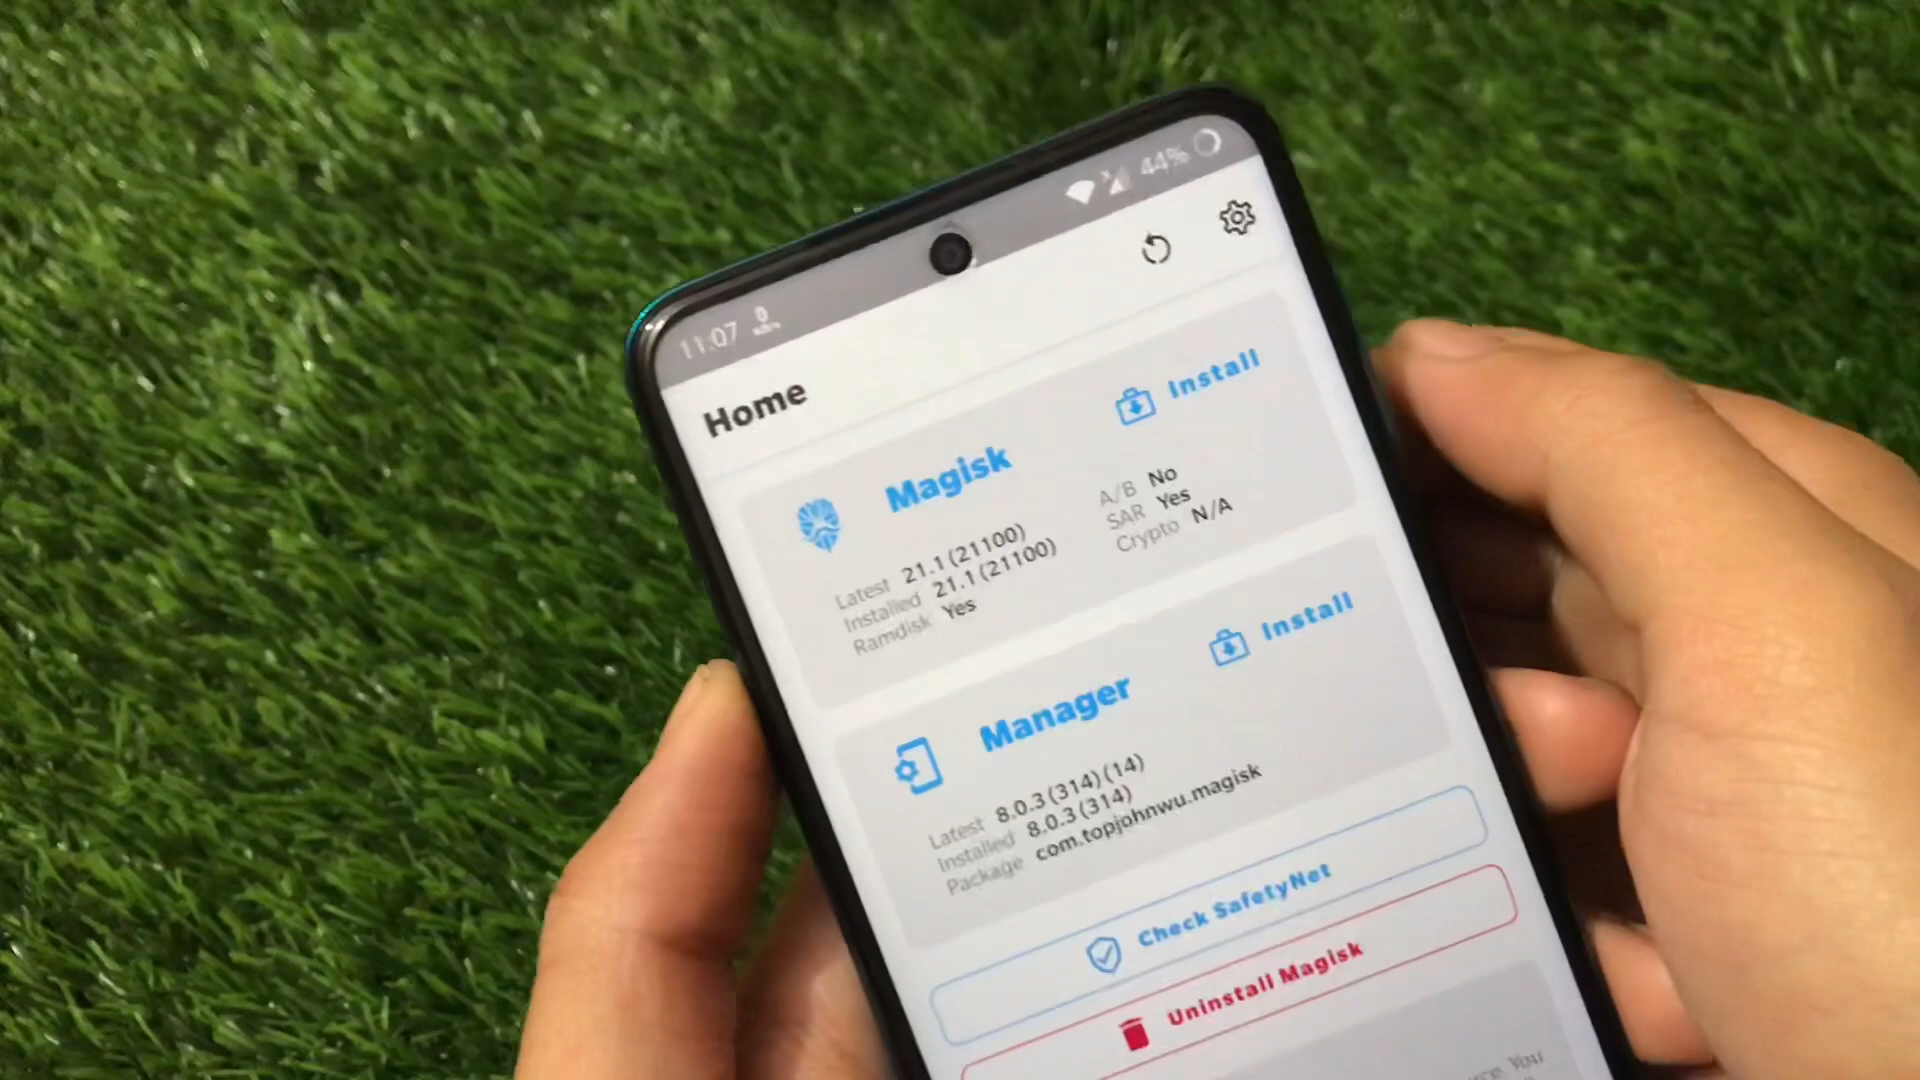 11:07
44%
Home
Magisk
Install
Latest 21.1 (21100)
Installed 21.1 (21100)
Ramdisk Yes
A/B No
SAR Yes
Crypto N/A
Manager
Install
Latest 8.0.3 (314) (14)
Installed 8.0.3 (314)
Package com.topjohnwu.magisk
Check SafetyNet
Uninstall Magisk
You